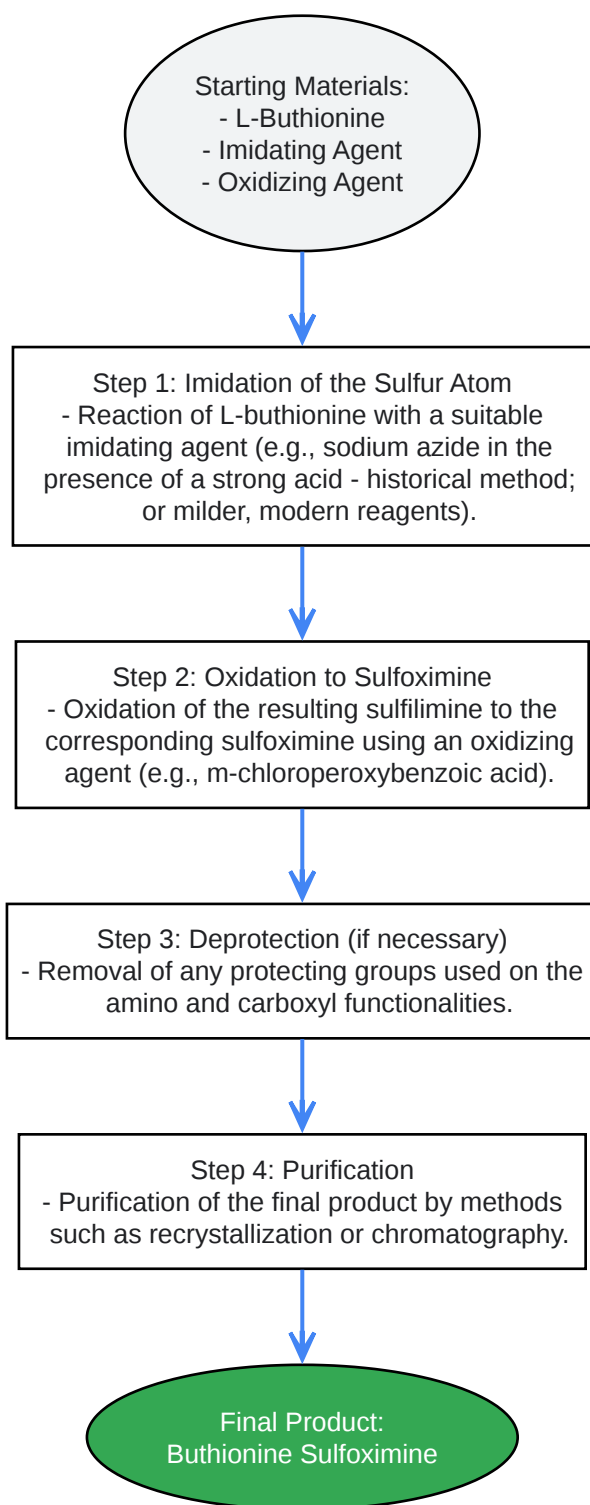 Starting Materials:
- L-Buthionine
- Imidating Agent
- Oxidizing Agent
Step 1: Imidation of the Sulfur Atom
- Reaction of L-buthionine with a suitable
imidating agent (e.g., sodium azide in the
presence of a strong acid - historical method;
or milder, modern reagents).
Step 2: Oxidation to Sulfoximine
- Oxidation of the resulting sulfilimine to the
corresponding sulfoximine using an oxidizing
agent (e.g., m-chloroperoxybenzoic acid).
Step 3: Deprotection (if necessary)
- Removal of any protecting groups used on the
amino and carboxyl functionalities.
Step 4: Purification
- Purification of the final product by methods
such as recrystallization or chromatography.
Final Product:
Buthionine Sulfoximine